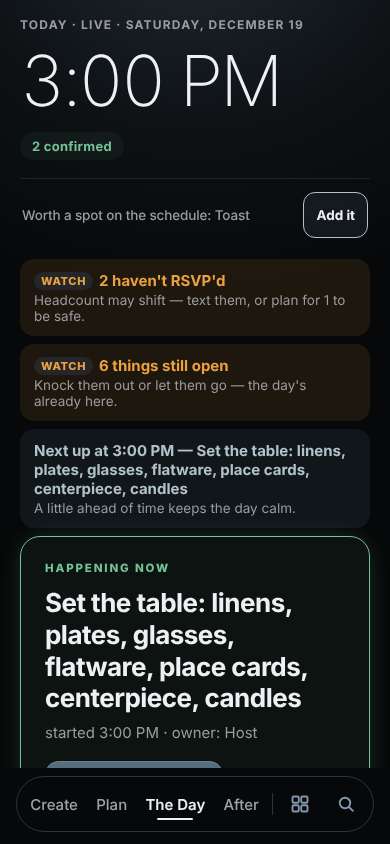 TODAY · LIVE · SATURDAY, DECEMBER 19
3:00 PM
2 confirmed
Worth a spot on the schedule: Toast
Add it
WATCH 2 haven't RSVP'd
Headcount may shift — text them, or plan for 1 to
be safe.
WATCH 6 things still open
Knock them out or let them go — the day's
already here.
Next up at 3:00 PM — Set the table: linens,
plates, glasses, flatware, place cards,
centerpiece, candles
A little ahead of time keeps the day calm.
HAPPENING NOW
Set the table: linens,
plates, glasses,
flatware, place cards,
centerpiece, candles
started 3:00 PM · owner: Host
Create Plan The Day After